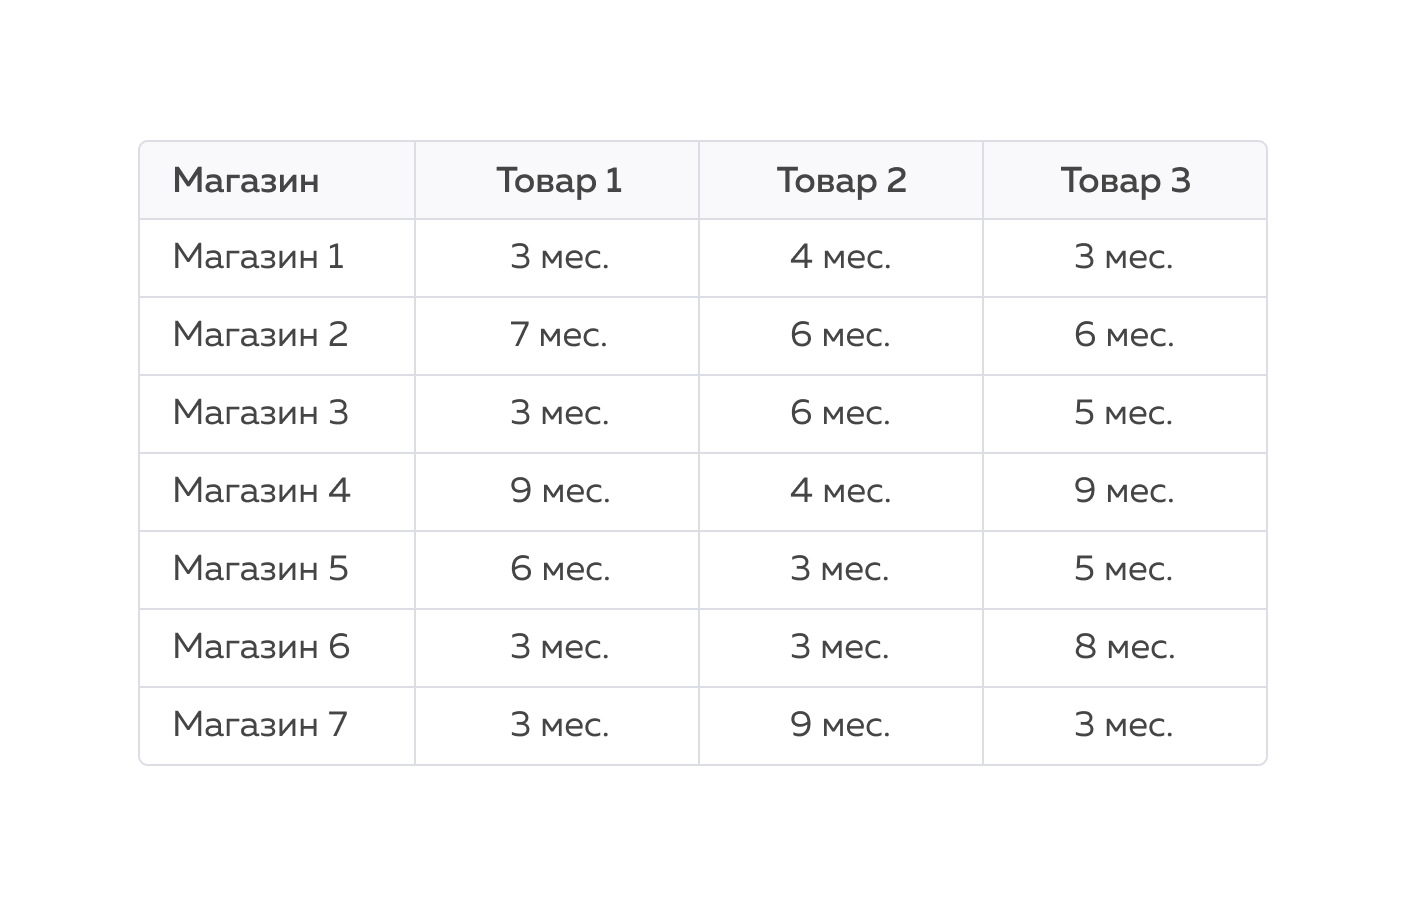 Магазин Товар 1 Товар 2 Товар 3
Магазин 1 3 мес. 4 мес. 3 мес.
Магазин 2 7 мес. 6 мес. 6 мес.
Магазин 3 3 мес. 6 мес. 5 мес.
Магазин 4 9 мес. 4 мес. 9 мес.
Магазин 5 6 мес. 3 мес. 5 мес.
Магазин 6 3 мес. 3 мес. 8 мес.
Магазин 7 3 мес. 9 мес. 3 мес.